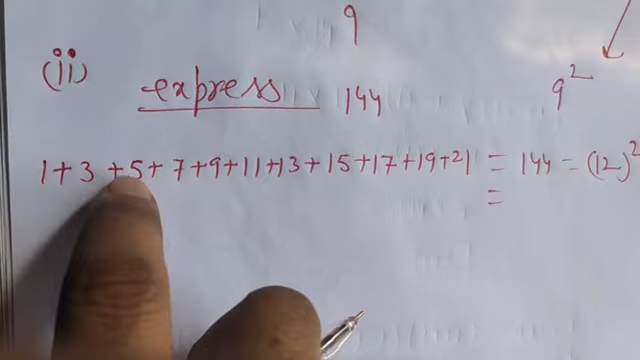 9
(ii)
express 144
9²
1+3+5+7+9+11+13+15+17+19+21 = 144 = (12)²
=